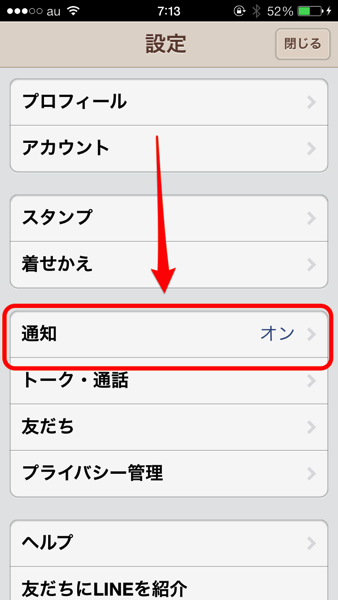 au 7:13 52%
設定 閉じる
プロフィール
アカウント
スタンプ
着せかえ
通知 オン
トーク・通話
友だち
プライバシー管理
ヘルプ
友だちにLINEを紹介